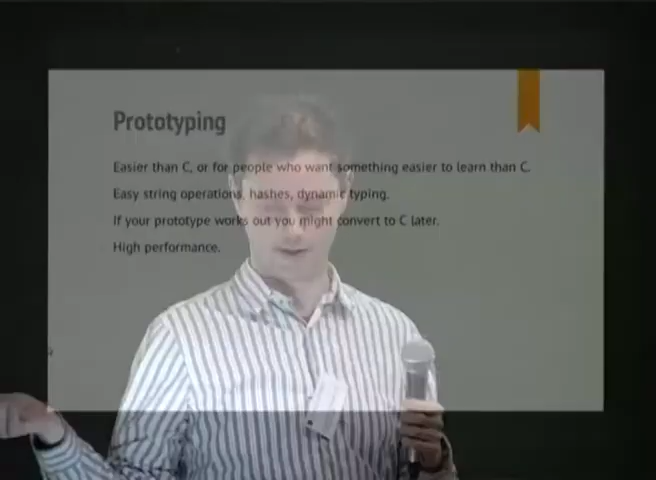 Prototyping
Easier than C, or for people who want something easier to learn than C.
Easy string operations, hashes, dynamic typing.
If your prototype works out you might convert to C later.
High performance.